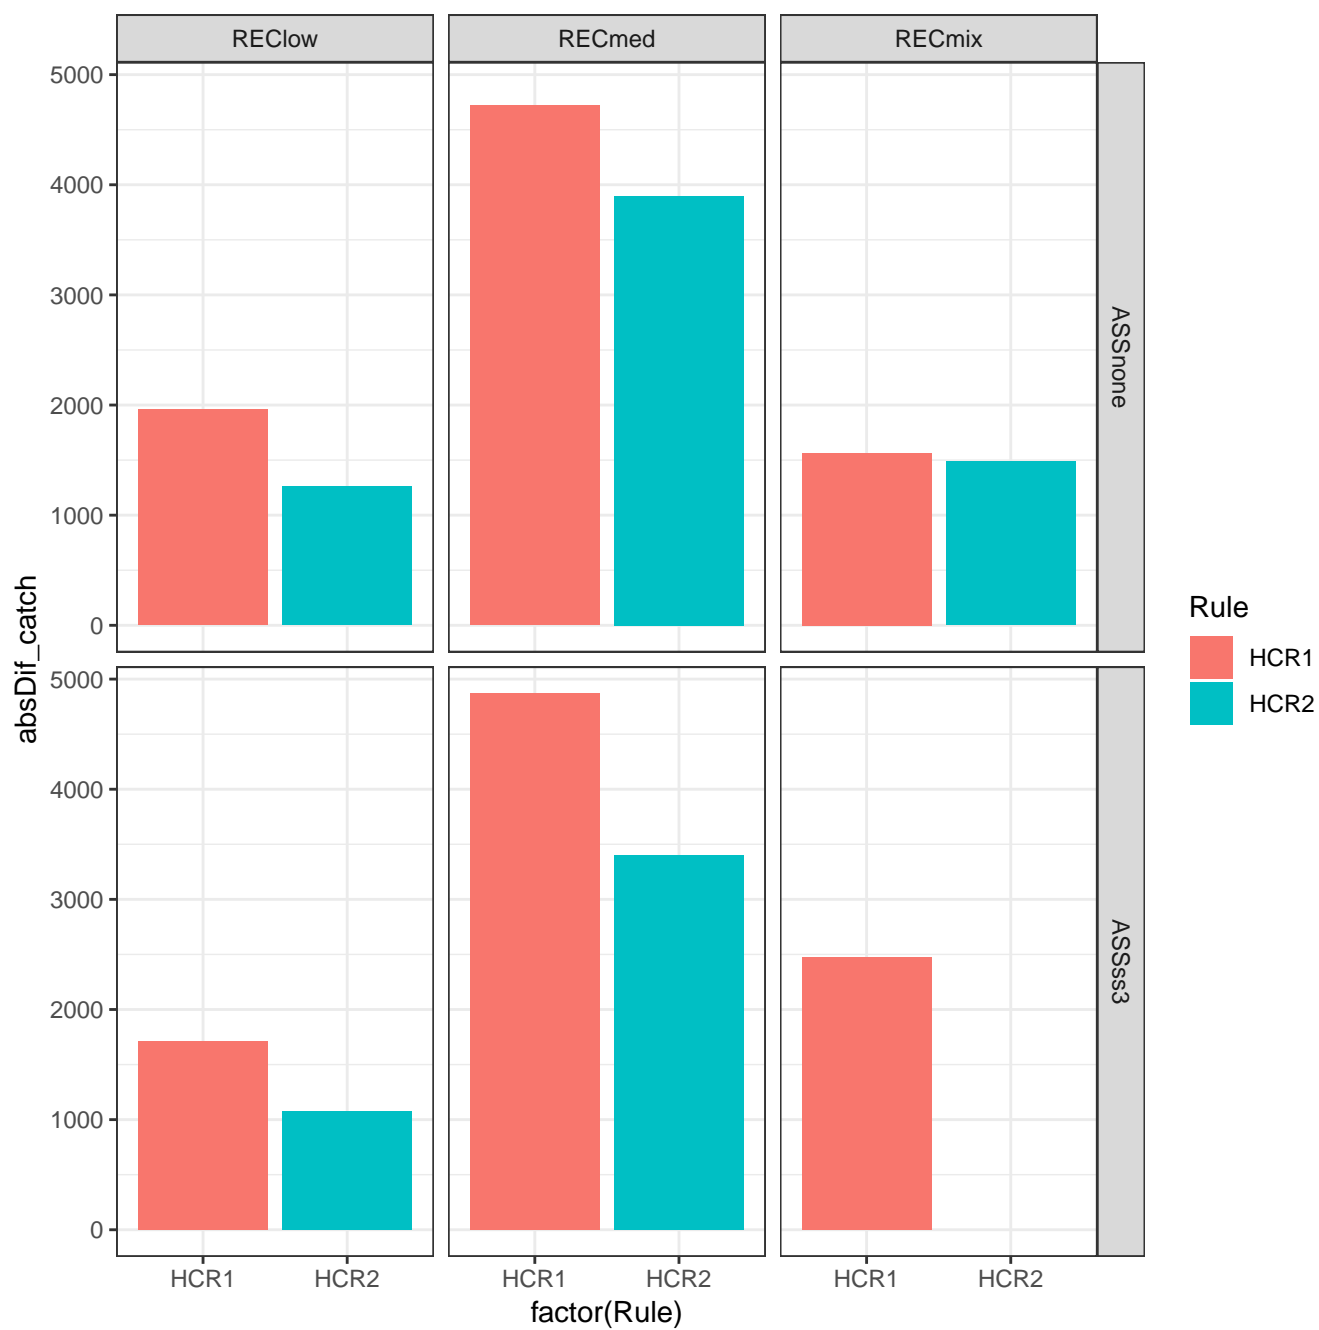 REClow
RECmed
RECmix
5000
4000
3000
2000
1000
0
ASSnone
5000
4000
3000
2000
1000
0
ASSss3
absDif_catch
HCR1
HCR2
HCR1
HCR2
HCR1
HCR2
factor(Rule)
Rule
HCR1
HCR2